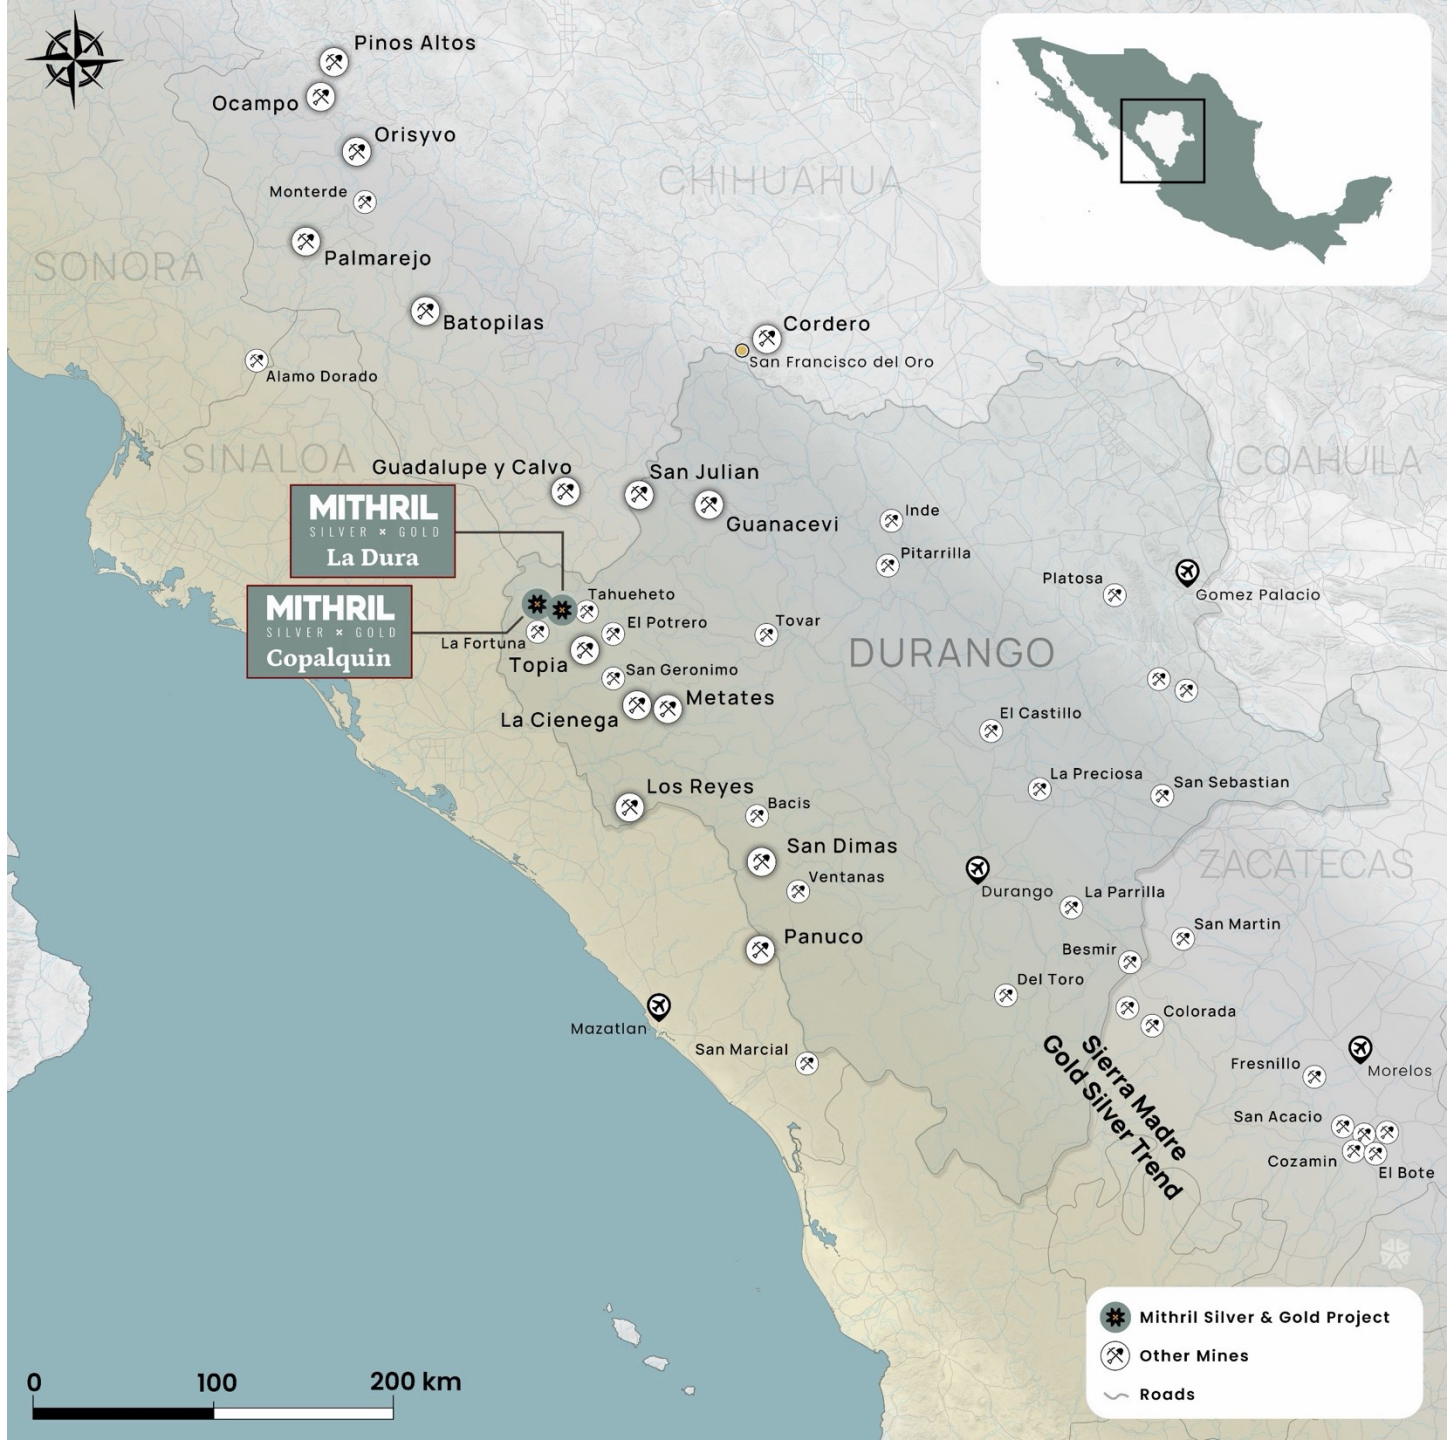 Pinos Altos
Ocampo
Orisyvo
Monterde
CHIHUAHUA
SONORA
Palmarejo
Batopilas
Cordero
San Francisco del Oro
Alamo Dorado
SINALOA
COAHUILA
Guadalupe y Calvo
San Julian
Guanacevi
Inde
Pitarrilla
MITHRIL
SILVER × GOLD
La Dura
Platosa
Gomez Palacio
MITHRIL
SILVER × GOLD
Copalquin
Tahueheto
El Potrero
Tovar
La Fortuna
Topia
DURANGO
San Geronimo
Metates
La Cienega
El Castillo
La Preciosa
San Sebastian
Los Reyes
Bacis
San Dimas
Ventanas
ZACATECAS
Durango
La Parrilla
San Martin
Panuco
Besmir
Del Toro
Colorada
Mazatlan
San Marcial
Sierra Madre
Gold Silver Trend
Fresnillo
Morelos
San Acacio
Cozamin
El Bote
Mithril Silver & Gold Project
Other Mines
Roads
0 100 200 km